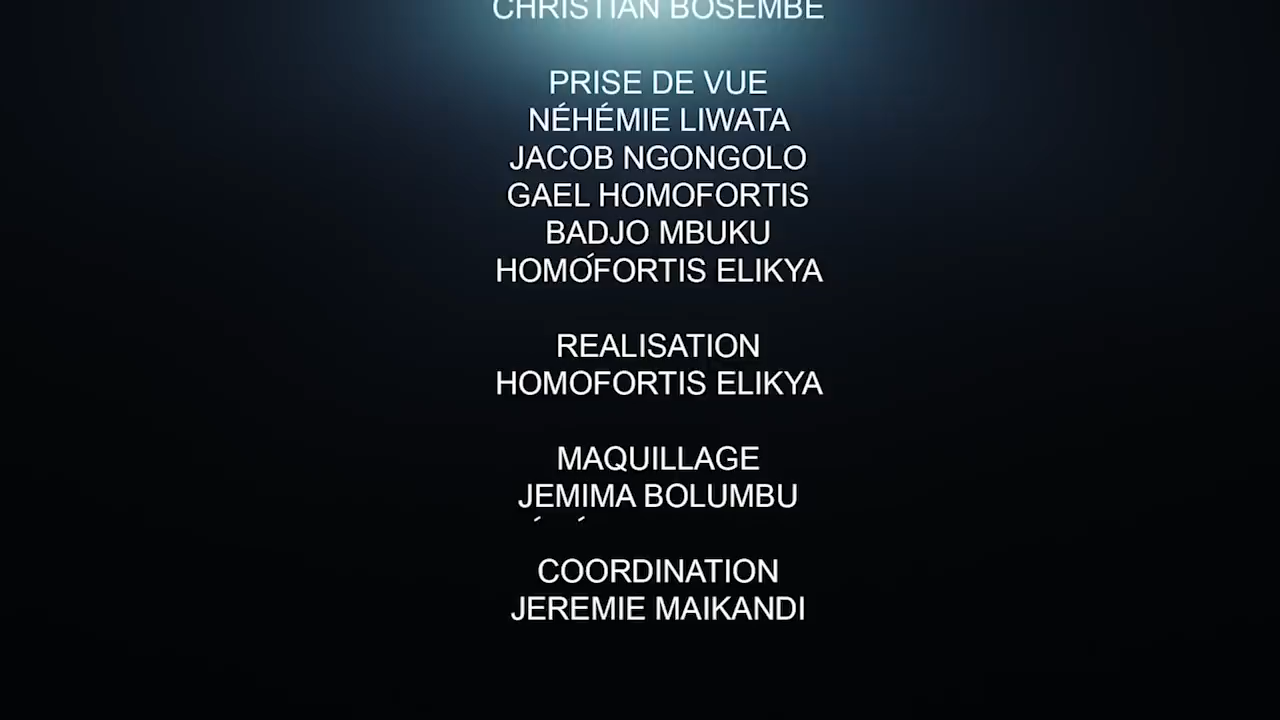 CHRISTIAN BOSEMBE
PRISE DE VUE
NÉHÉMIE LIWATA
JACOB NGONGOLO
GAEL HOMOFORTIS
BADJO MBUKU
HOMOFORTIS ELIKYA
REALISATION
HOMOFORTIS ELIKYA
MAQUILLAGE
JEMIMA BOLUMBU
COORDINATION
JEREMIE MAIKANDI